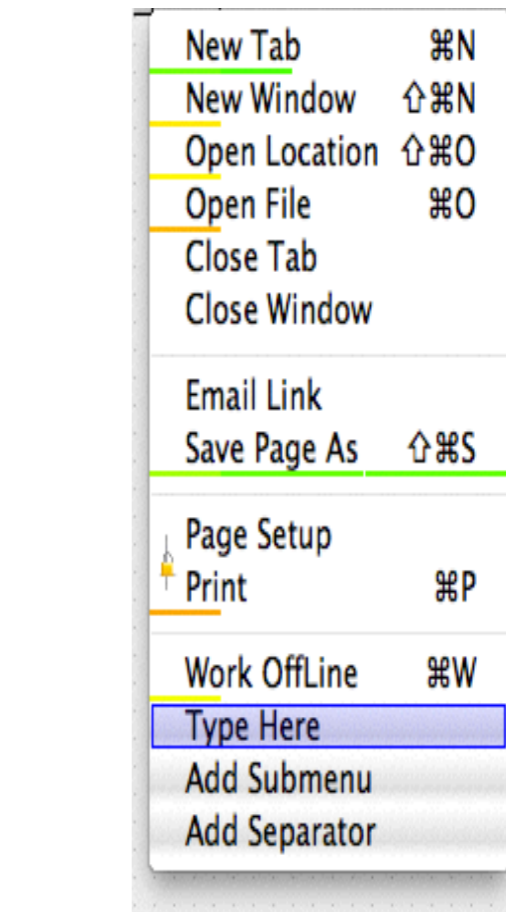 New Tab ⌘N
New Window ⇧⌘N
Open Location ⇧⌘O
Open File ⌘O
Close Tab
Close Window
Email Link
Save Page As ⇧⌘S
Page Setup
Print ⌘P
Work OffLine ⌘W
Type Here
Add Submenu
Add Separator